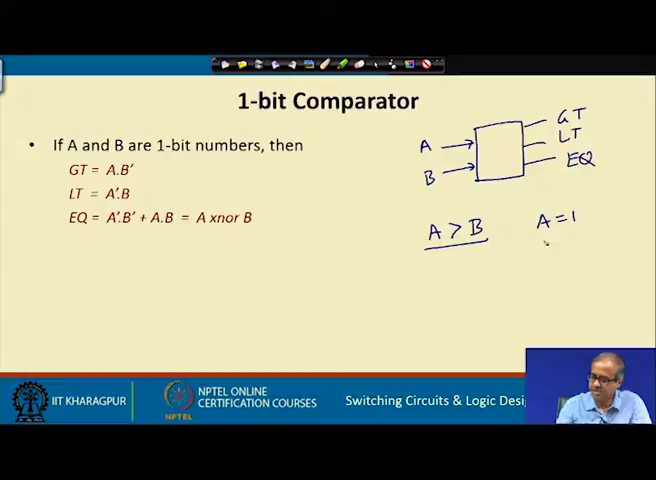 1-bit Comparator
• If A and B are 1-bit numbers, then
GT = A.B'
LT = A'.B
EQ = A'.B' + A.B = A xnor B
A
B
GT
LT
EQ
A > B
A = 1
IIT KHARAGPUR
NPTEL
NPTEL ONLINE
CERTIFICATION COURSES
Switching Circuits & Logic Desig